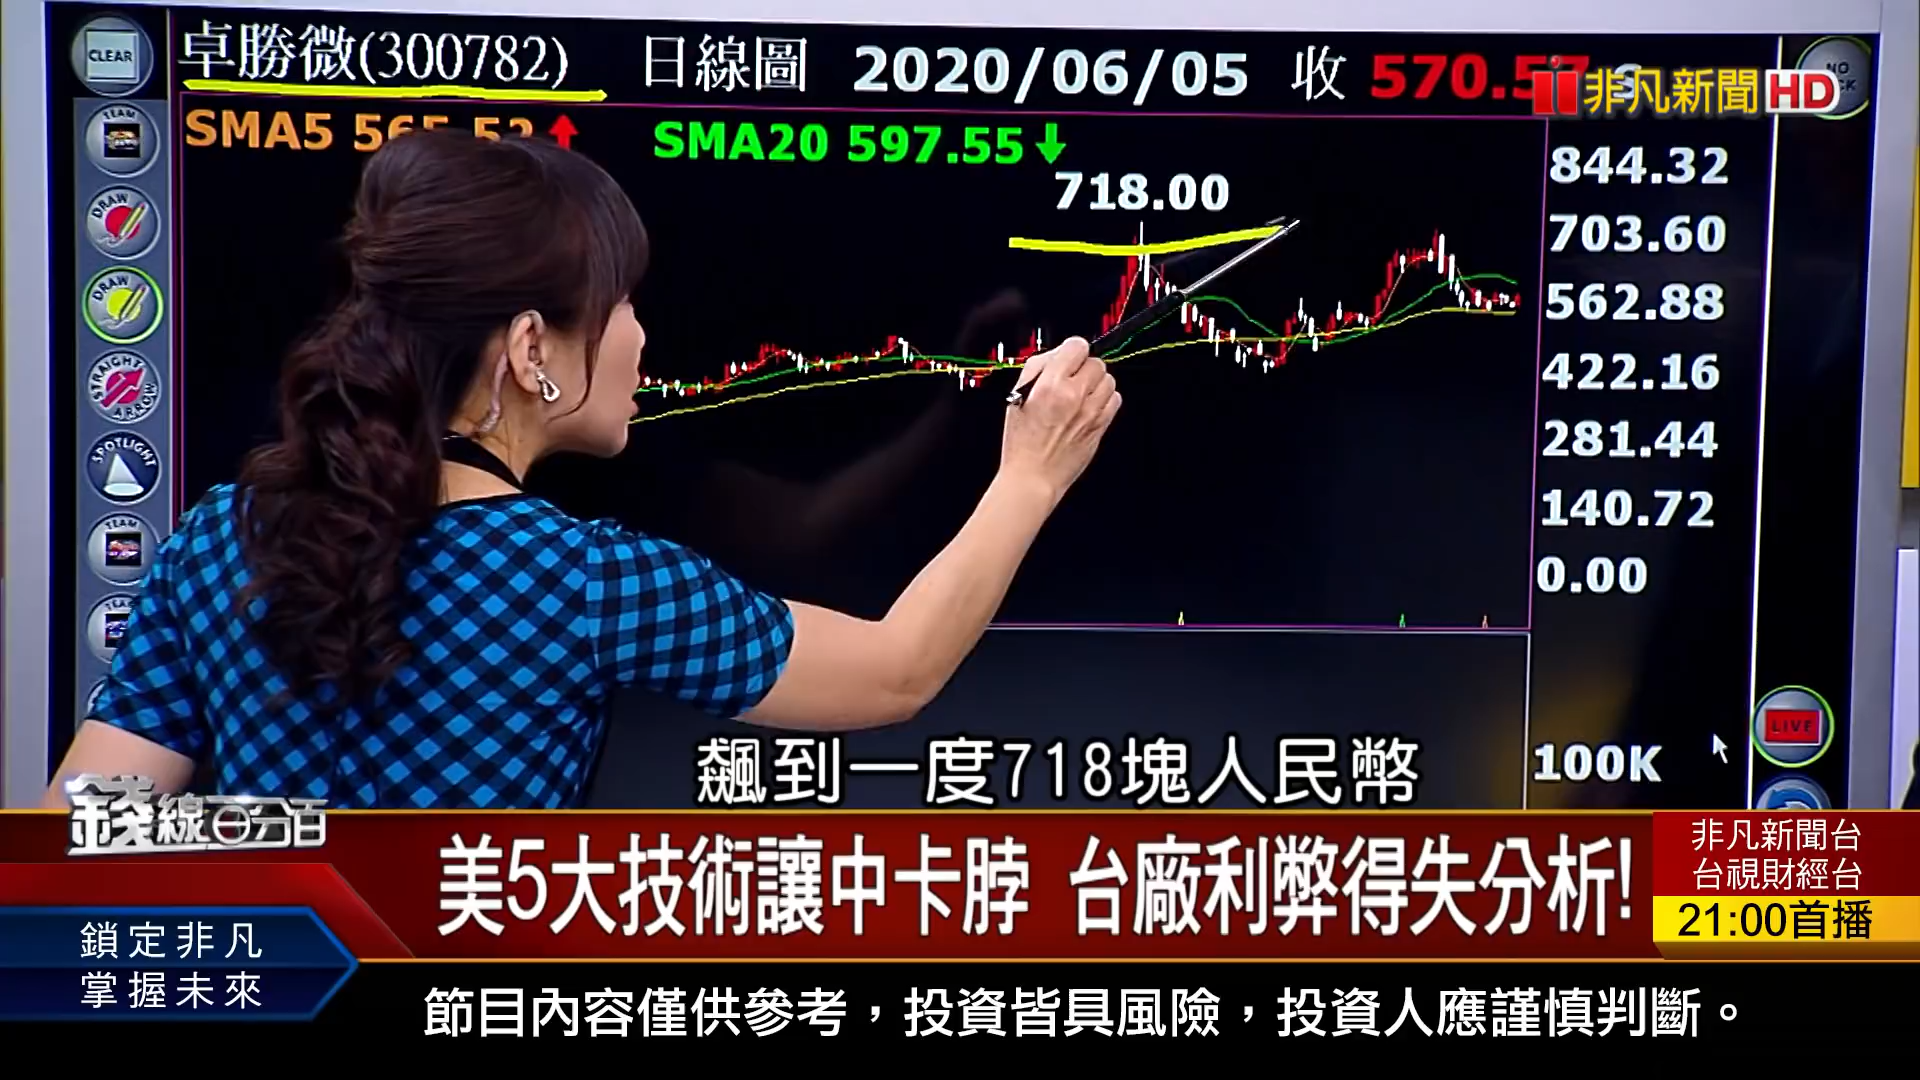 CLEAR
卓勝微(300782) 日線圖 2020/06/05 收 570.57
非凡新聞HD
NO
TEAM
SMA5 565.52
SMA20 597.55
718.00
844.32
703.60
562.88
422.16
281.44
140.72
0.00
DRAW
DRAW
STRAIGHT
ARROW
SPOTLIGHT
TEAM
LIVE
100K
飆到一度718塊人民幣
錢線百分百
美5大技術讓中卡脖 台廠利弊得失分析!
非凡新聞台
台視財經台
21:00首播
鎖定非凡
掌握未來
節目內容僅供參考，投資皆具風險，投資人應謹慎判斷。